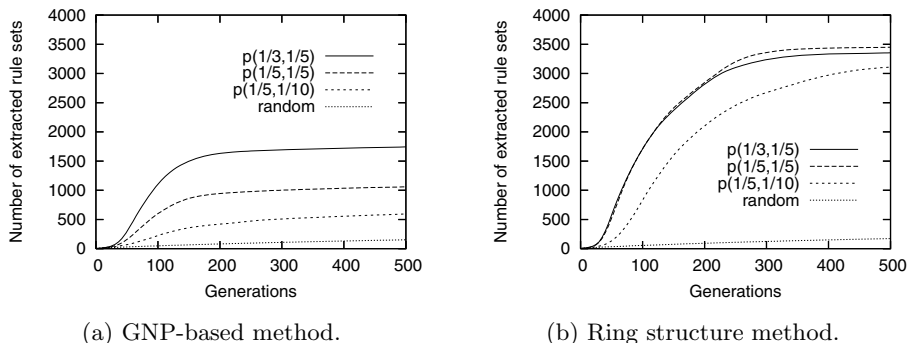 Number of extracted rule sets
4000
3500
3000
2500
2000
1500
1000
500
0
0 100 200 300 400 500
Generations
p(1/3,1/5)
p(1/5,1/5)
p(1/5,1/10)
random
(a) GNP-based method.
Number of extracted rule sets
4000
3500
3000
2500
2000
1500
1000
500
0
0 100 200 300 400 500
Generations
p(1/3,1/5)
p(1/5,1/5)
p(1/5,1/10)
random
(b) Ring structure method.